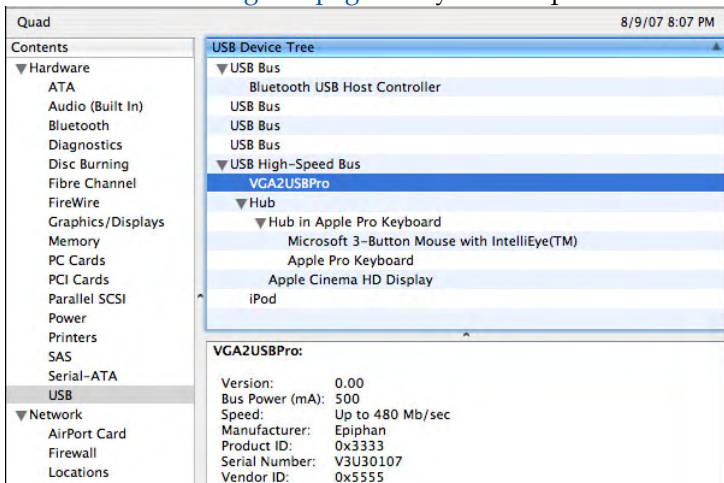 Quad 8/9/07 8:07 PM
Contents
Hardware
ATA
Audio (Built In)
Bluetooth
Diagnostics
Disc Burning
Fibre Channel
FireWire
Graphics/Displays
Memory
PC Cards
PCI Cards
Parallel SCSI
Power
Printers
SAS
Serial-ATA
USB
Network
AirPort Card
Firewall
Locations
USB Device Tree
USB Bus
Bluetooth USB Host Controller
USB Bus
USB Bus
USB Bus
USB High-Speed Bus
VGA2USBPro
Hub
Hub in Apple Pro Keyboard
Microsoft 3-Button Mouse with IntelliEye(TM)
Apple Pro Keyboard
Apple Cinema HD Display
iPod
VGA2USBPro:
Version: 0.00
Bus Power (mA): 500
Speed: Up to 480 Mb/sec
Manufacturer: Epiphan
Product ID: 0x3333
Serial Number: V3U30107
Vendor ID: 0x5555